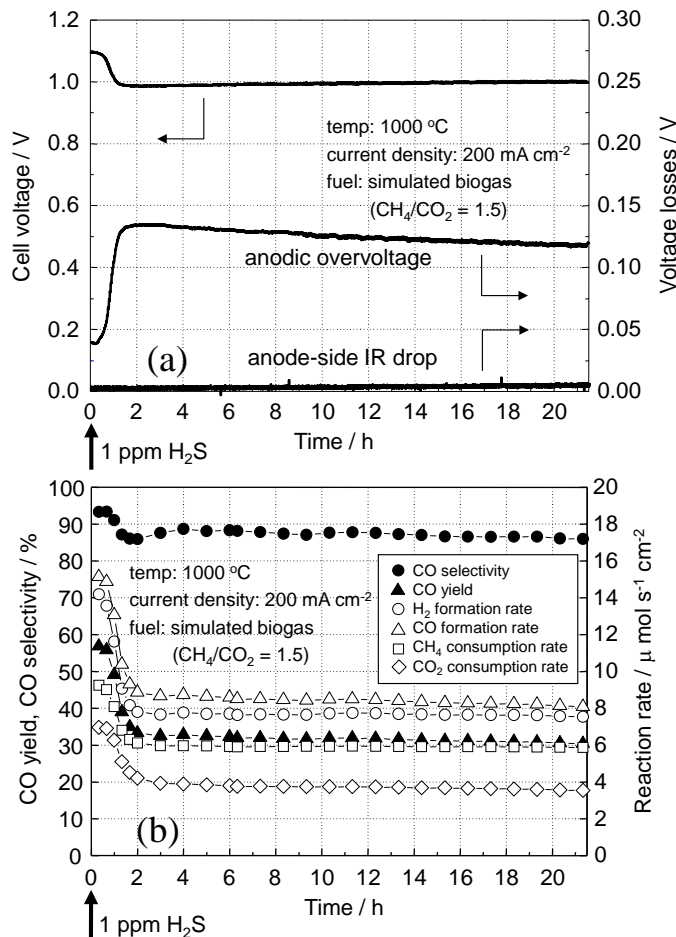 1.2
1.0
0.8
0.6
0.4
0.2
0.0
Cell voltage / V
0.30
0.25
0.20
0.15
0.10
0.05
0.00
Voltage losses / V
temp: 1000 °C
current density: 200 mA cm⁻²
fuel: simulated biogas
(CH₄/CO₂ = 1.5)
anodic overvoltage
(a)
anode-side IR drop
0 2 4 6 8 10 12 14 16 18 20
Time / h
1 ppm H₂S
100
90
80
70
60
50
40
30
20
10
0
CO yield, CO selectivity / %
20
18
16
14
12
10
8
6
4
2
0
Reaction rate / μ mol s⁻¹ cm⁻²
temp: 1000 °C
current density: 200 mA cm⁻²
fuel: simulated biogas
(CH₄/CO₂ = 1.5)
CO selectivity
CO yield
H₂ formation rate
CO formation rate
CH₄ consumption rate
CO₂ consumption rate
(b)
0 2 4 6 8 10 12 14 16 18 20
Time / h
1 ppm H₂S